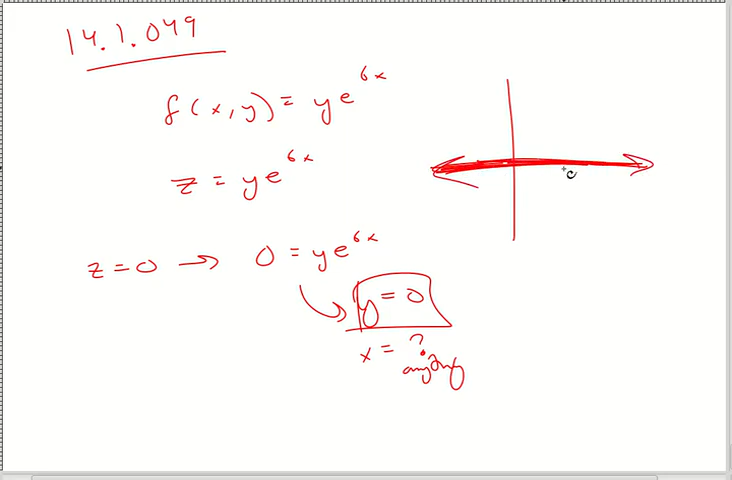 14.1.049
f(x,y) = ye^{6x}
z = ye^{6x}
z=0 → 0 = ye^{6x}
y = 0
x = ?
anything